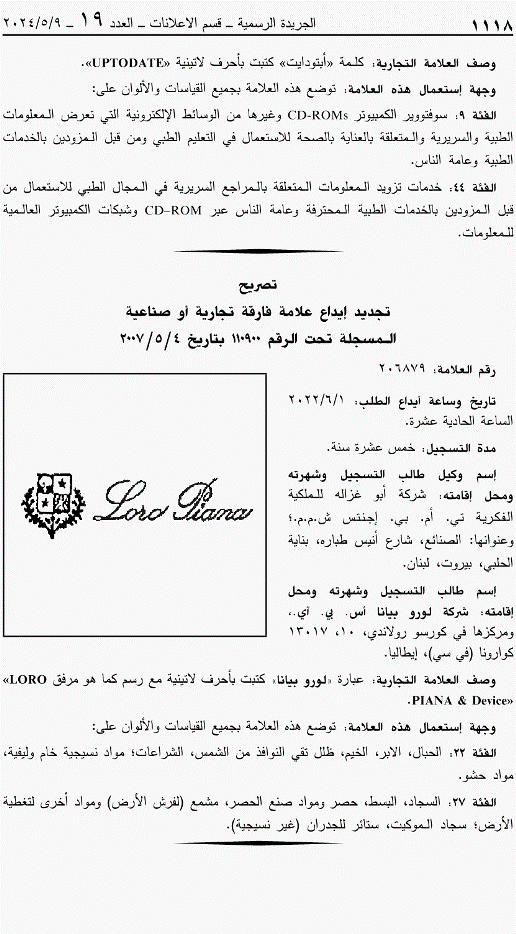 ١١١٨ الجريدة الرسمية ــ قسم الاعلانات ــ العدد ١٩ ــ ٢٠٢٤/٥/٩
وصف العلامة التجارية: كلمة «أبتودايت» كتبت بأحرف لاتينية «UPTODATE».
وجهة إستعمال هذه العلامة: توضع هذه العلامة بجميع القياسات والألوان على:
الفئة ٩: سوفتووير الكمبيوتر CD-ROMs وغيرها من الوسائط الإلكترونية التي تعرض المعلومات
الطبية والسريرية والمتعلقة بالعناية بالصحة للاستعمال في التعليم الطبي ومن قبل المزودين بالخدمات
الطبية وعامة الناس.
الفئة ٤٤: خدمات تزويد المعلومات المتعلقة بالمراجع السريرية في المجال الطبي للاستعمال من
قبل المزودين بالخدمات الطبية المحترفة وعامة الناس عبر CD–ROM وشبكات الكمبيوتر العالمية
للمعلومات.
تصريح
تجديد إيداع علامة فارقة تجارية أو صناعية
المسجلة تحت الرقم ١١٠٩٠٠ بتاريخ ٢٠٠٧/٥/٤
رقم العلامة: ٢٠٦٨٧٩
تاريخ وساعة أيداع الطلب: ٢٠٢٢/٦/١
الساعة الحادية عشرة.
مدة التسجيل: خمس عشرة سنة.
إسم وكيل طالب التسجيل وشهرته
ومحل إقامته: شركة أبو غزاله للملكية
الفكرية تي. أم. بي. إجنتس ش.م.م.؛
وعنوانها: الصنائع، شارع أنيس طباره، بناية
الحلبي، بيروت، لبنان.
إسم طالب التسجيل وشهرته ومحل
إقامته: شركة لورو بيانا أس. بي. آي.،
ومركزها في كورسو رولاندي، ١٠، ١٣٠١٧
كوارونا (في سي)، إيطاليا.
Loro Piana
وصف العلامة التجارية: عبارة «لورو بيانا» كتبت بأحرف لاتينية مع رسم كما هو مرفق «LORO
PIANA & Device».
وجهة إستعمال هذه العلامة: توضع هذه العلامة بجميع القياسات والألوان على:
الفئة ٢٢: الحبال، الابر، الخيم، ظلل تقي النوافذ من الشمس، الشراعات؛ مواد نسيجية خام وليفية،
مواد حشو.
الفئة ٢٧: السجاد، البسط، حصر ومواد صنع الحصر، مشمع (لفرش الأرض) ومواد أخرى لتغطية
الأرض؛ سجاد الموكيت، ستائر للجدران (غير نسيجية).